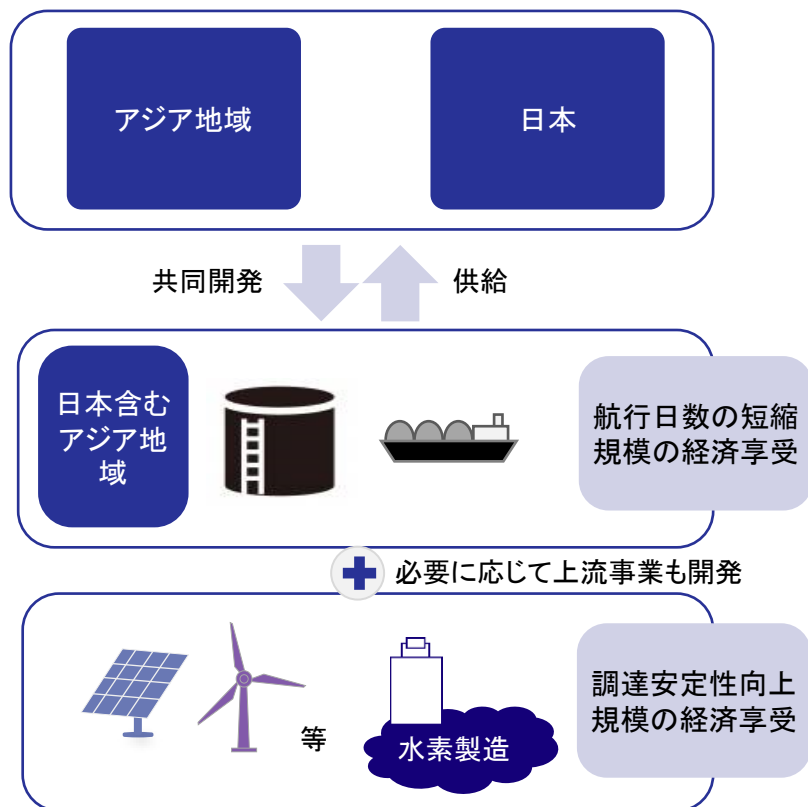 アジア地域
日本
共同開発
供給
日本含む
アジア地
域
航行日数の短縮
規模の経済享受
必要に応じて上流事業も開発
等
水素製造
調達安定性向上
規模の経済享受